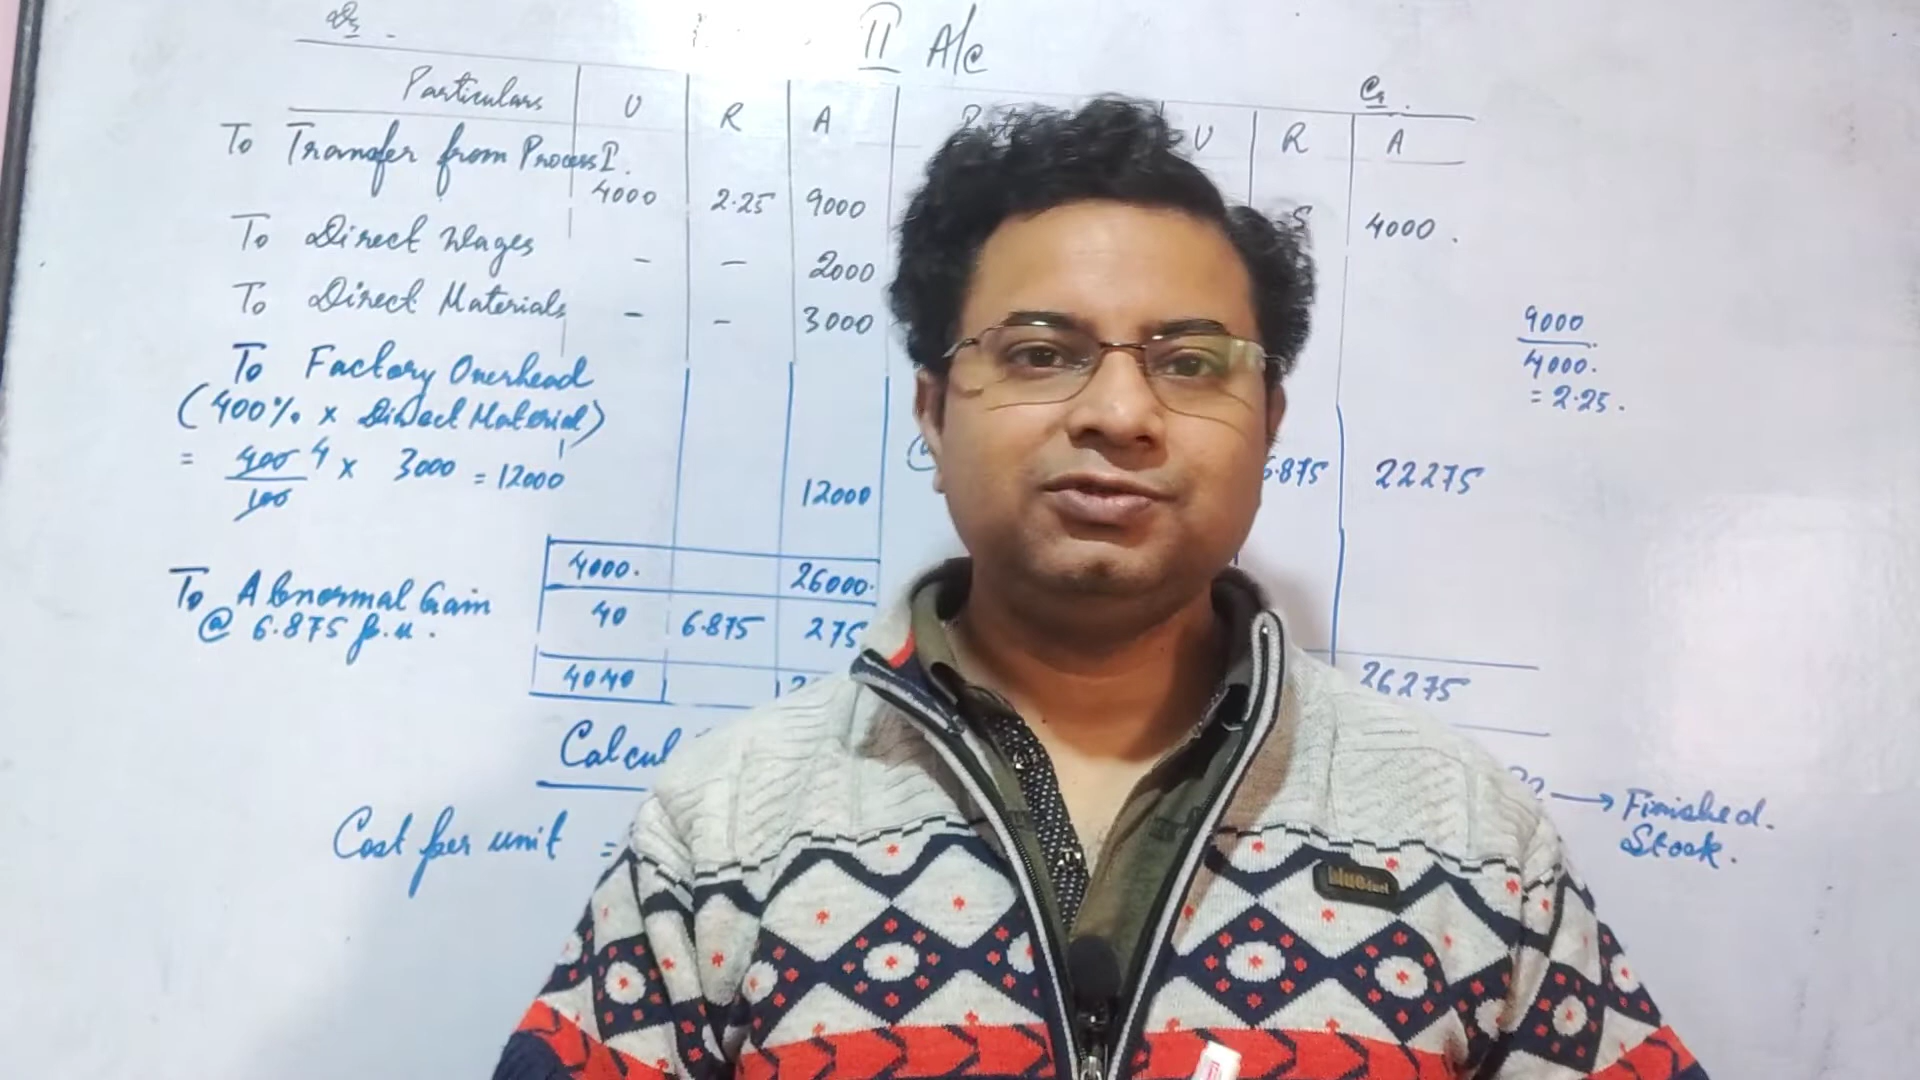 Dr.
II A/c
Cr.
Particulars U R A
U R A
To Transfer from Process I.
4000 2.25 9000
5 4000.
To Direct Wages - - 2000
To Direct Materials - - 3000
9000
4000.
= 2.25.
To Factory Overhead
(400% x Direct Material)
= 400 4 x 3000 = 12000
100
12000
@ 6.875 22275
4000. 26000.
To Abnormal Gain
@ 6.875 p.u. 40 6.875 275
4040
26275
Calcul
Finished.
Stock.
Cost per unit =
blue